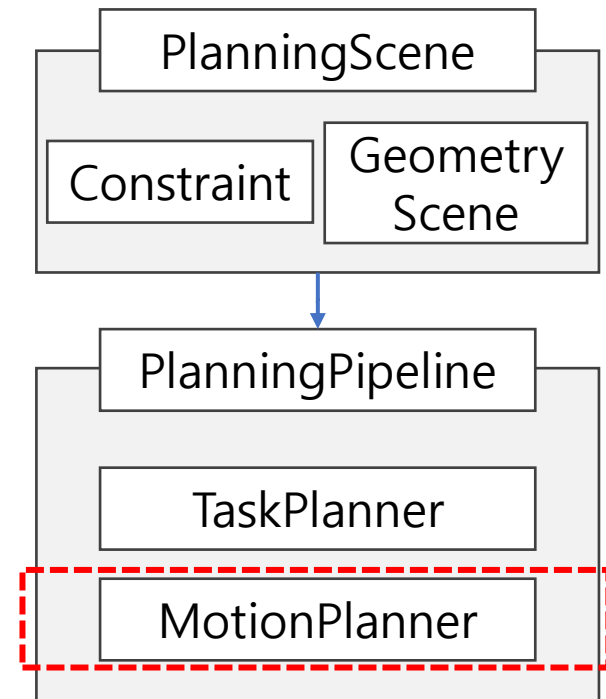 PlanningScene
Constraint
Geometry
Scene
PlanningPipeline
TaskPlanner
MotionPlanner